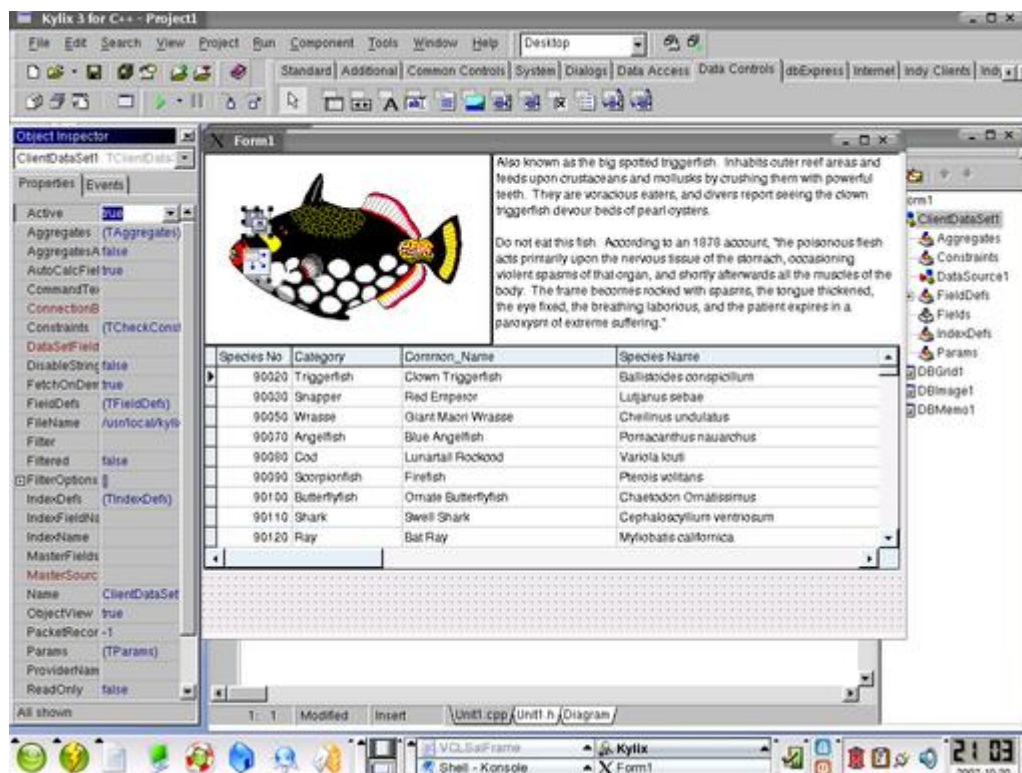 Kylix 3 for C++ - Project1
File Edit Search View Project Run Component Tools Window Help Desktop
Standard Additional Common Controls System Dialogs Data Access Data Controls dbExpress Internet Indy Clients
Object Inspector
ClientDataSet1
Properties Events
Active true
Aggregates (TAggregates)
AggregatesA false
AutoCalcFiel true
CommandTe
ConnectionB
Constraints (TCheckConst
DataSetField
DisableString false
FetchOnDem true
FieldDefs (TFieldDefs)
FileName /usr/local/kyli
Filter
Filtered false
FilterOptions []
IndexDefs (TIndexDefs)
IndexFieldNa
IndexName
MasterFields
MasterSourc
Name ClientDataSet
ObjectView true
PacketRecor -1
Params (TParams)
ProviderNam
ReadOnly false
All shown
Form1
Also known as the big spotted triggerfish. Inhabits outer reef areas and
feeds upon crustaceans and mollusks by crushing them with powerful
teeth. They are voracious eaters, and divers report seeing the clown
triggerfish devour beds of pearl oysters.
Do not eat this fish. According to an 1878 account, "the poisonous flesh
acts primarily upon the nervous tissue of the stomach, occasioning
violent spasms of that organ, and shortly afterwards all the muscles of the
body. The frame becomes rocked with spasms, the tongue thickened,
the eye fixed, the breathing laborious, and the patient expires in a
paroxysm of extreme suffering."
Species No Category Common_Name Species Name
90020 Triggerfish Clown Triggerfish Ballistoides conspicillum
90030 Snapper Red Emperor Lutjanus sebae
90050 Wrasse Giant Maori Wrasse Cheilinus undulatus
90070 Angelfish Blue Angelfish Pomacanthus nauarchus
90080 Cod Lunartail Rockcod Variola louti
90090 Scorpionfish Firefish Pterois volitans
90100 Butterflyfish Ornate Butterflyfish Chaetodon Ornatissimus
90110 Shark Swell Shark Cephaloscyllium ventriosum
90120 Ray Bat Ray Myliobatis californica
orm1
ClientDataSet1
Aggregates
Constraints
DataSource1
FieldDefs
Fields
IndexDefs
Params
DBGrid1
DBImage1
DBMemo1
1: 1 Modified Insert Unit1.cpp Unit1.h Diagram
Kylix
Shell - Konsole
Form1
21 03